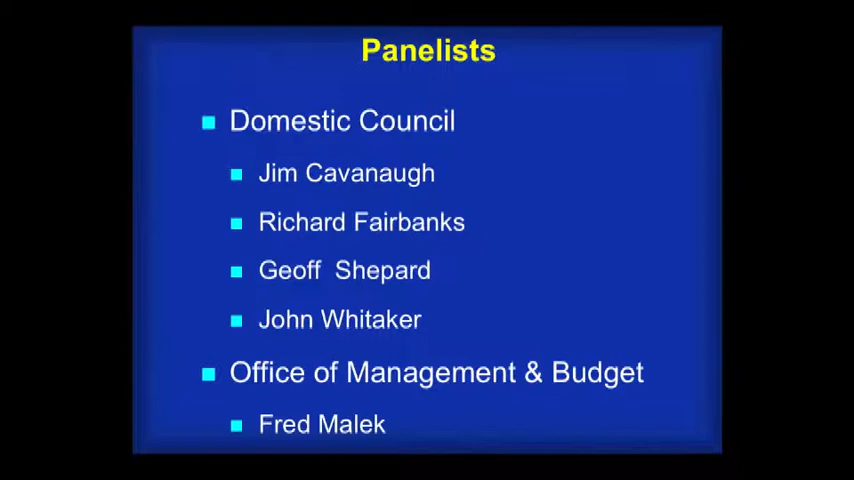 Panelists
Domestic Council
Jim Cavanaugh
Richard Fairbanks
Geoff  Shepard
John Whitaker
Office of Management & Budget
Fred Malek